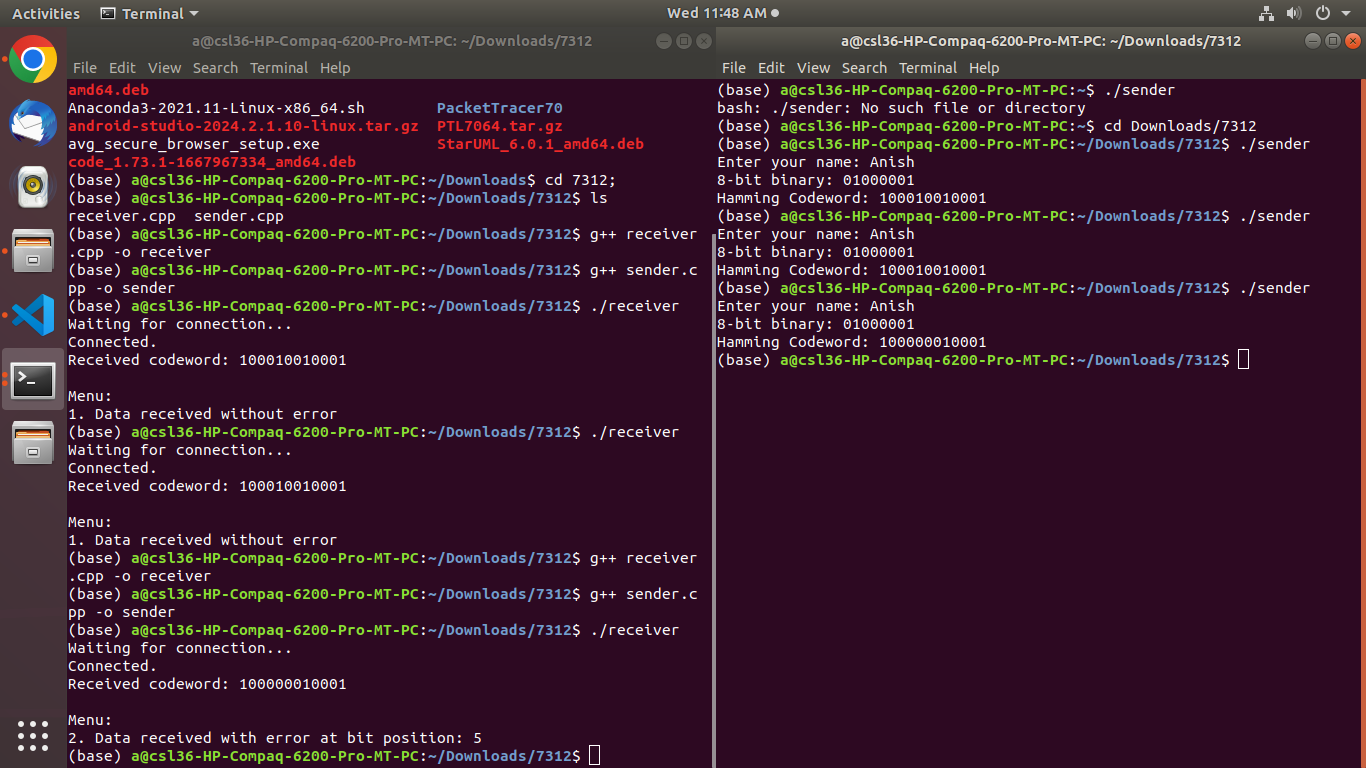 Activities Terminal Wed 11:48 AM
a@csl36-HP-Compaq-6200-Pro-MT-PC: ~/Downloads/7312
File Edit View Search Terminal Help
amd64.deb
Anaconda3-2021.11-Linux-x86_64.sh PacketTracer70
android-studio-2024.2.1.10-linux.tar.gz PTL7064.tar.gz
avg_secure_browser_setup.exe StarUML_6.0.1_amd64.deb
code_1.73.1-1667967334_amd64.deb
(base) a@csl36-HP-Compaq-6200-Pro-MT-PC:~/Downloads$ cd 7312;
(base) a@csl36-HP-Compaq-6200-Pro-MT-PC:~/Downloads/7312$ ls
receiver.cpp sender.cpp
(base) a@csl36-HP-Compaq-6200-Pro-MT-PC:~/Downloads/7312$ g++ receiver
.cpp -o receiver
(base) a@csl36-HP-Compaq-6200-Pro-MT-PC:~/Downloads/7312$ g++ sender.c
pp -o sender
(base) a@csl36-HP-Compaq-6200-Pro-MT-PC:~/Downloads/7312$ ./receiver
Waiting for connection...
Connected.
Received codeword: 100010010001
Menu:
1. Data received without error
(base) a@csl36-HP-Compaq-6200-Pro-MT-PC:~/Downloads/7312$ ./receiver
Waiting for connection...
Connected.
Received codeword: 100010010001
Menu:
1. Data received without error
(base) a@csl36-HP-Compaq-6200-Pro-MT-PC:~/Downloads/7312$ g++ receiver
.cpp -o receiver
(base) a@csl36-HP-Compaq-6200-Pro-MT-PC:~/Downloads/7312$ g++ sender.c
pp -o sender
(base) a@csl36-HP-Compaq-6200-Pro-MT-PC:~/Downloads/7312$ ./receiver
Waiting for connection...
Connected.
Received codeword: 100000010001
Menu:
2. Data received with error at bit position: 5
(base) a@csl36-HP-Compaq-6200-Pro-MT-PC:~/Downloads/7312$
a@csl36-HP-Compaq-6200-Pro-MT-PC: ~/Downloads/7312
File Edit View Search Terminal Help
(base) a@csl36-HP-Compaq-6200-Pro-MT-PC:~$ ./sender
bash: ./sender: No such file or directory
(base) a@csl36-HP-Compaq-6200-Pro-MT-PC:~$ cd Downloads/7312
(base) a@csl36-HP-Compaq-6200-Pro-MT-PC:~/Downloads/7312$ ./sender
Enter your name: Anish
8-bit binary: 01000001
Hamming Codeword: 100010010001
(base) a@csl36-HP-Compaq-6200-Pro-MT-PC:~/Downloads/7312$ ./sender
Enter your name: Anish
8-bit binary: 01000001
Hamming Codeword: 100010010001
(base) a@csl36-HP-Compaq-6200-Pro-MT-PC:~/Downloads/7312$ ./sender
Enter your name: Anish
8-bit binary: 01000001
Hamming Codeword: 100000010001
(base) a@csl36-HP-Compaq-6200-Pro-MT-PC:~/Downloads/7312$